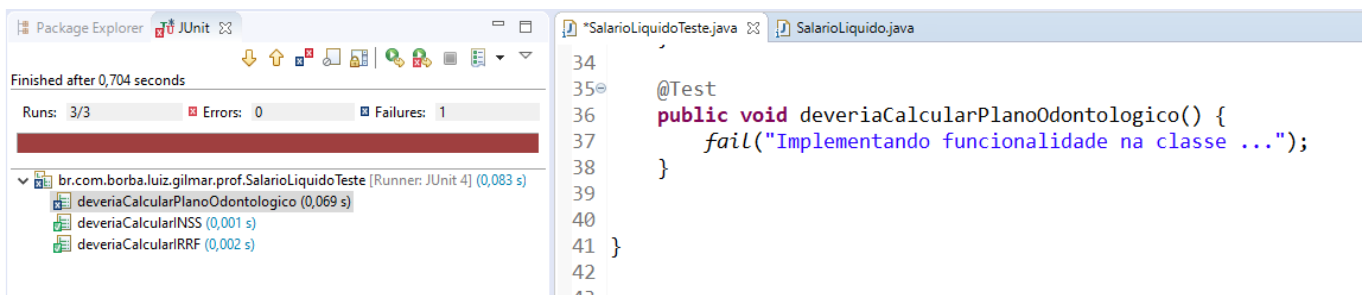 Package Explorer JUnit
Finished after 0,704 seconds
Runs: 3/3 Errors: 0 Failures: 1
br.com.borba.luiz.gilmar.prof.SalarioLiquidoTeste [Runner: JUnit 4] (0,083 s)
deveriaCalcularPlanoOdontologico (0,069 s)
deveriaCalcularINSS (0,001 s)
deveriaCalcularIRRF (0,002 s)
*SalarioLiquidoTeste.java SalarioLiquido.java
34
35 @Test
36 public void deveriaCalcularPlanoOdontologico() {
37 fail("Implementando funcionalidade na classe ...");
38 }
39
40
41 }
42